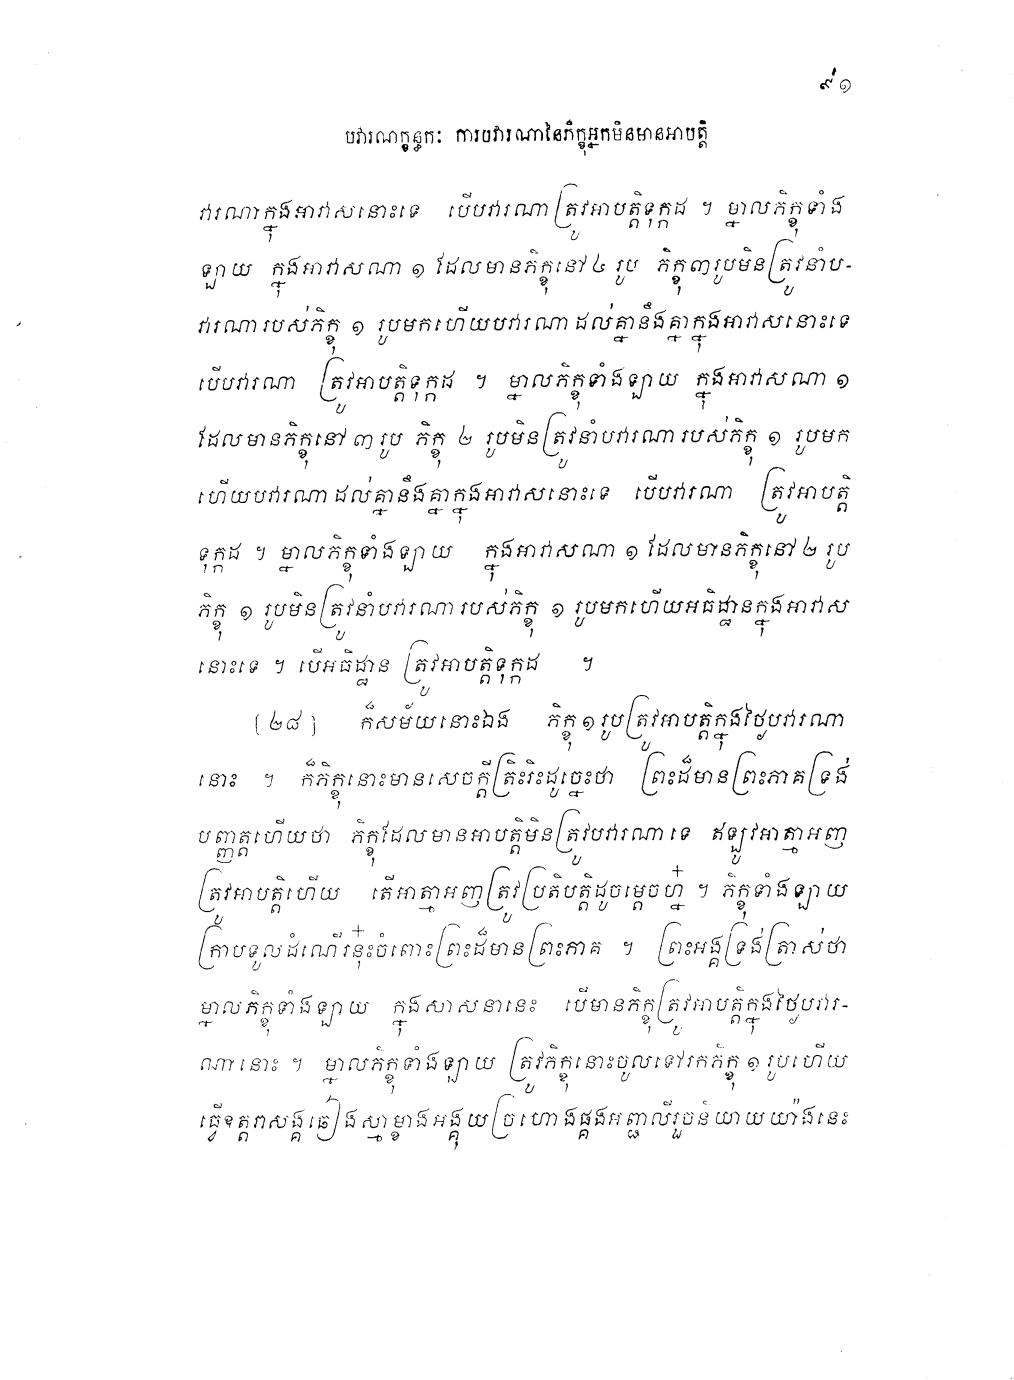 ៩១
បវារណក្ខន្ធកៈ ការបវារណានៃភិក្ខុអ្នកមិនមានអាបត្តិ
វារណាក្នុងអាវាសនោះទេ បើបវារណាត្រូវអាបត្តិទុក្កដ ។ ម្នាលភិក្ខុទាំង
ឡាយ ក្នុងអាវាសណា ១ ដែលមានភិក្ខុនៅ ៤ រូប ភិក្ខុ ៣ រូបមិនត្រូវនាំប-
វារណារបស់ភិក្ខុ ១ រូបមកហើយបវារណាដល់គ្នានឹងគ្នាក្នុងអាវាសនោះទេ
បើបវារណា ត្រូវអាបត្តិទុក្កដ ។ ម្នាលភិក្ខុទាំងឡាយ ក្នុងអាវាសណា ១
ដែលមានភិក្ខុនៅ ៣ រូប ភិក្ខុ ២ រូបមិនត្រូវនាំបវារណារបស់ភិក្ខុ ១ រូបមក
ហើយបវារណាដល់គ្នានឹងគ្នាក្នុងអាវាសនោះទេ បើបវារណា ត្រូវអាបត្តិ
ទុក្កដ ។ ម្នាលភិក្ខុទាំងឡាយ ក្នុងអាវាសណា ១ ដែលមានភិក្ខុនៅ ២ រូប
ភិក្ខុ ១ រូបមិនត្រូវនាំបវារណារបស់ភិក្ខុ ១ រូបមកហើយអធិដ្ឋានក្នុងអាវាស
នោះទេ ។ បើអធិដ្ឋាន ត្រូវអាបត្តិទុក្កដ ។
(២៨) ក៏សម័យនោះឯង ភិក្ខុ ១ រូបត្រូវអាបត្តិក្នុងថ្ងៃបវារណា
នោះ ។ ក៏ភិក្ខុនោះមានសេចក្តីត្រិះរិះដូច្នេះថា ព្រះដ៏មានព្រះភាគទ្រង់
បញ្ញត្តហើយថា ភិក្ខុដែលមានអាបត្តិមិនត្រូវបវារណាទេ ឥឡូវអាត្មាអញ
ត្រូវអាបត្តិហើយ តើអាត្មាអញត្រូវប្រតិបត្តិដូចម្តេចហ្ន៎ ។ ភិក្ខុទាំងឡាយ
ក្រាបទូលដំណើរនុ៎ះចំពោះព្រះដ៏មានព្រះភាគ ។ ព្រះអង្គទ្រង់ត្រាស់ថា
ម្នាលភិក្ខុទាំងឡាយ ក្នុងសាសនានេះ បើមានភិក្ខុត្រូវអាបត្តិក្នុងថ្ងៃបវារ-
ណានោះ ។ ម្នាលភិក្ខុទាំងឡាយ ត្រូវភិក្ខុនោះចូលទៅរកភិក្ខុ ១ រូបហើយ
ធ្វើឧត្តរាសង្គឆៀងស្មាម្ខាងអង្គុយច្រហោងផ្គងអញ្ជលីរួចនិយាយយ៉ាងនេះ